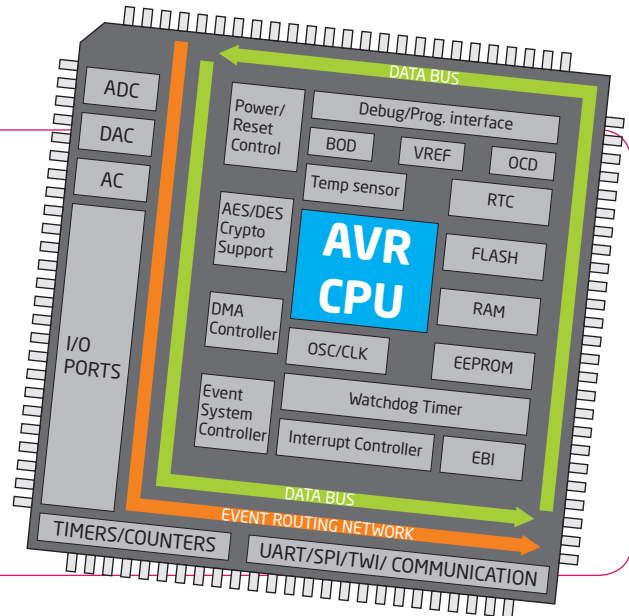 DATA BUS
ADC
DAC
AC
I/O
PORTS
Power/
Reset
Control
Debug/Prog. interface
BOD
VREF
OCD
Temp sensor
RTC
AES/DES
Crypto
Support
AVR
CPU
FLASH
RAM
DMA
Controller
OSC/CLK
EEPROM
Event
System
Controller
Watchdog Timer
Interrupt Controller
EBI
DATA BUS
EVENT ROUTING NETWORK
TIMERS/COUNTERS
UART/SPI/TWI/ COMMUNICATION